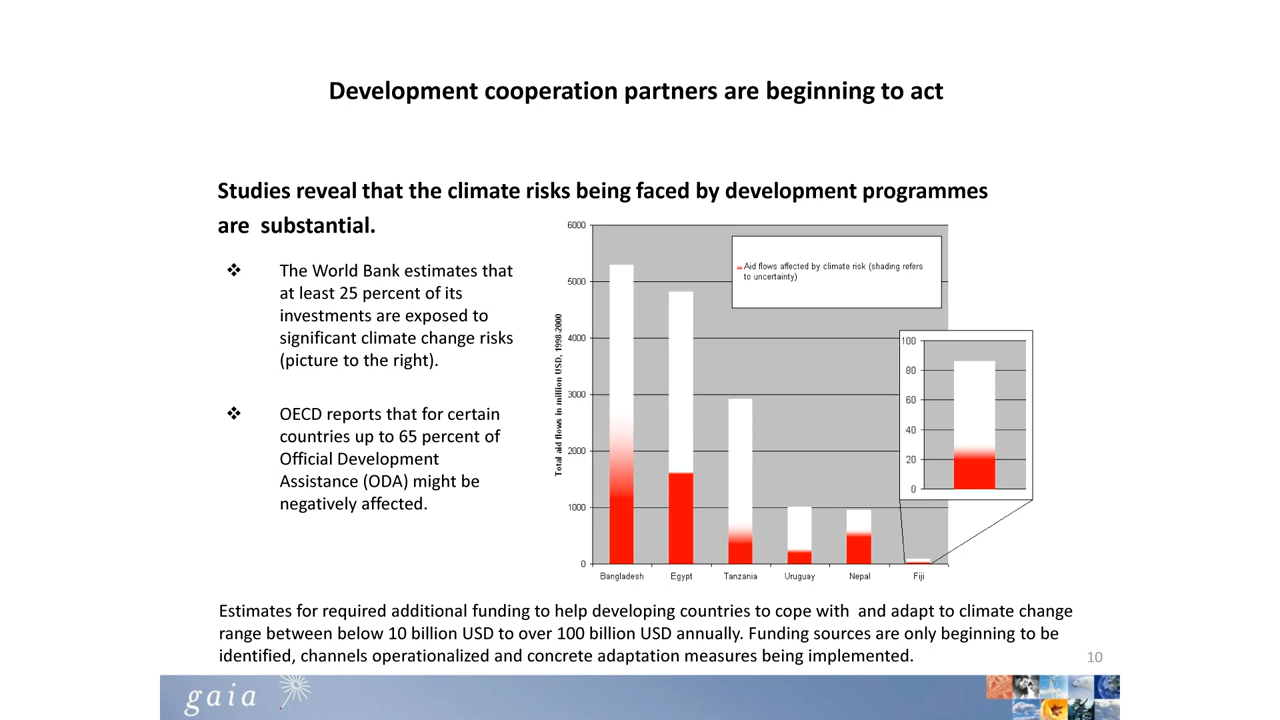 Development cooperation partners are beginning to act
Studies reveal that the climate risks being faced by development programmes
are substantial.
❖ The World Bank estimates that
at least 25 percent of its
investments are exposed to
significant climate change risks
(picture to the right).
❖ OECD reports that for certain
countries up to 65 percent of
Official Development
Assistance (ODA) might be
negatively affected.
Total aid flows in million USD, 1998-2000
6000
5000
4000
3000
2000
1000
0
Aid flows affected by climate risk (shading refers
to uncertainty)
100
80
60
40
20
0
Bangladesh Egypt Tanzania Uruguay Nepal Fiji
Estimates for required additional funding to help developing countries to cope with and adapt to climate change
range between below 10 billion USD to over 100 billion USD annually. Funding sources are only beginning to be
identified, channels operationalized and concrete adaptation measures being implemented.
10
gaia